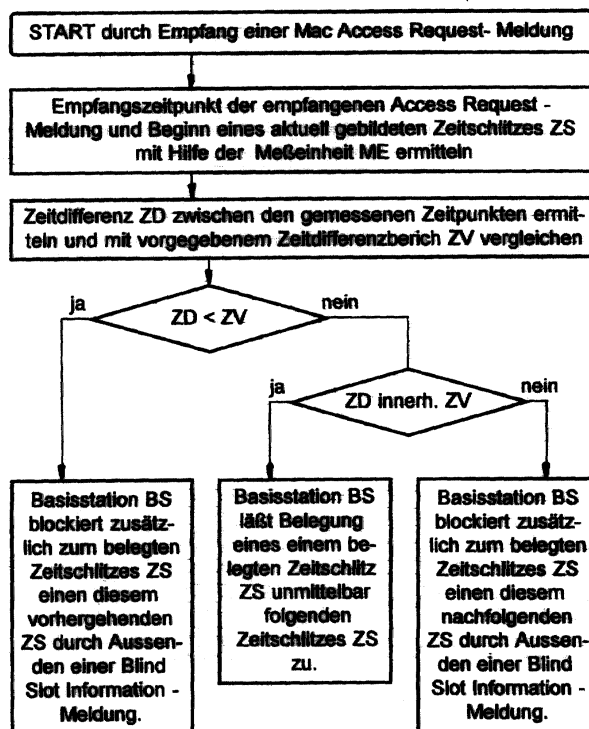 START durch Empfang einer Mac Access Request- Meldung
Empfangszeitpunkt der empfangenen Access Request -
Meldung und Beginn eines aktuell gebildeten Zeitschlitzes ZS
mit Hilfe der Meßeinheit ME ermitteln
Zeitdifferenz ZD zwischen den gemessenen Zeitpunkten ermit-
teln und mit vorgegebenem Zeitdifferenzberich ZV vergleichen
ja
ZD < ZV
nein
ja
ZD innerh. ZV
nein
Basisstation BS
blockiert zusätz-
lich zum belegten
Zeitschlitzes ZS
einen diesem
vorhergehenden
ZS durch Aussen-
den einer Blind
Slot Information -
Meldung.
Basisstation BS
läßt Belegung
eines einem be-
legten Zeitschlitz
ZS unmittelbar
folgenden
Zeitschlitzes ZS
zu.
Basisstation BS
blockiert zusätz-
lich zum belegten
Zeitschlitzes ZS
einen diesem
nachfolgenden
ZS durch Aussen-
den einer Blind
Slot Information -
Meldung.